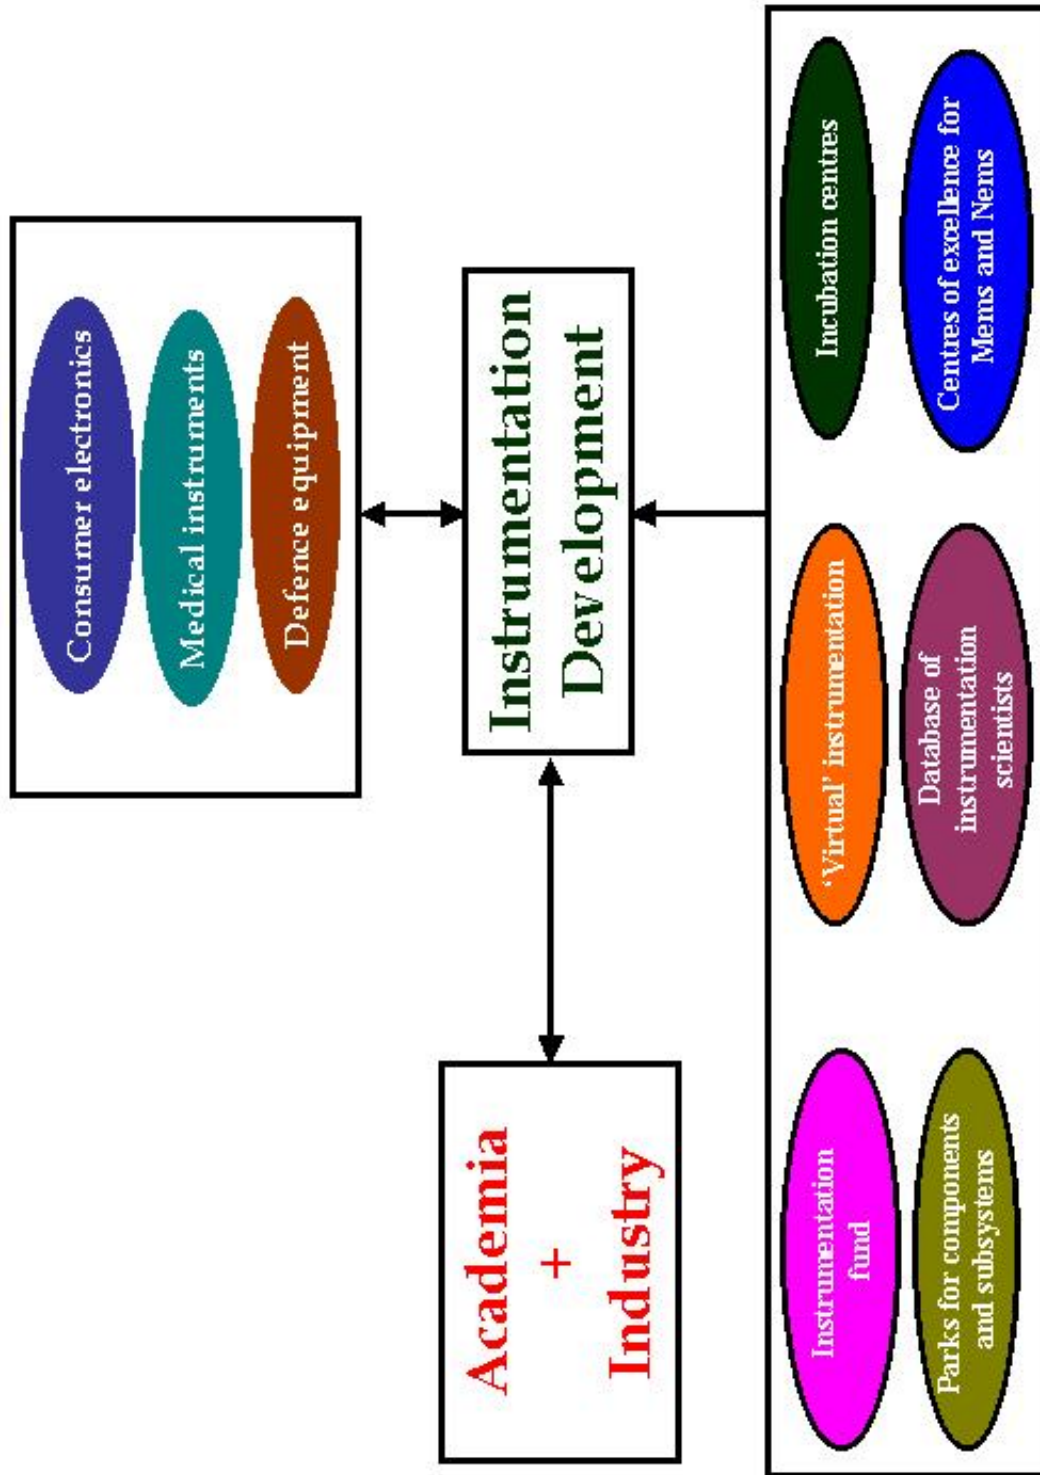 Consumer electronics
Medical instruments
Defence equipment
Academia
+
Industry
Instrumentation
Development
Instrumentation
fund
‘Virtual’ instrumentation
Incubation centres
Parks for components
and subsystems
Database of
instrumentation
scientists
Centres of excellence for
Mems and Nems